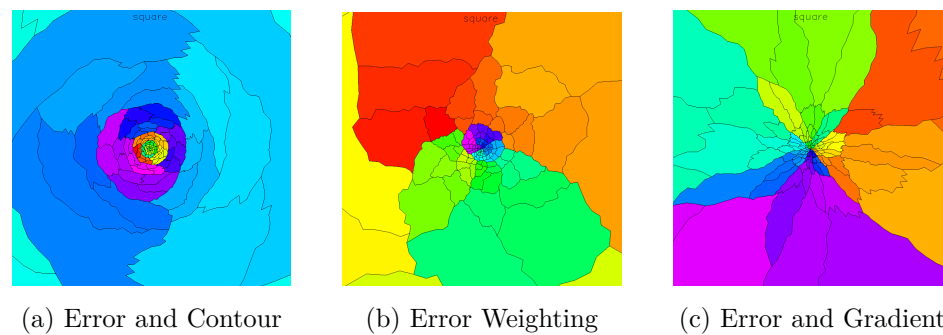 square square square
(a) Error and Contour (b) Error Weighting (c) Error and Gradient